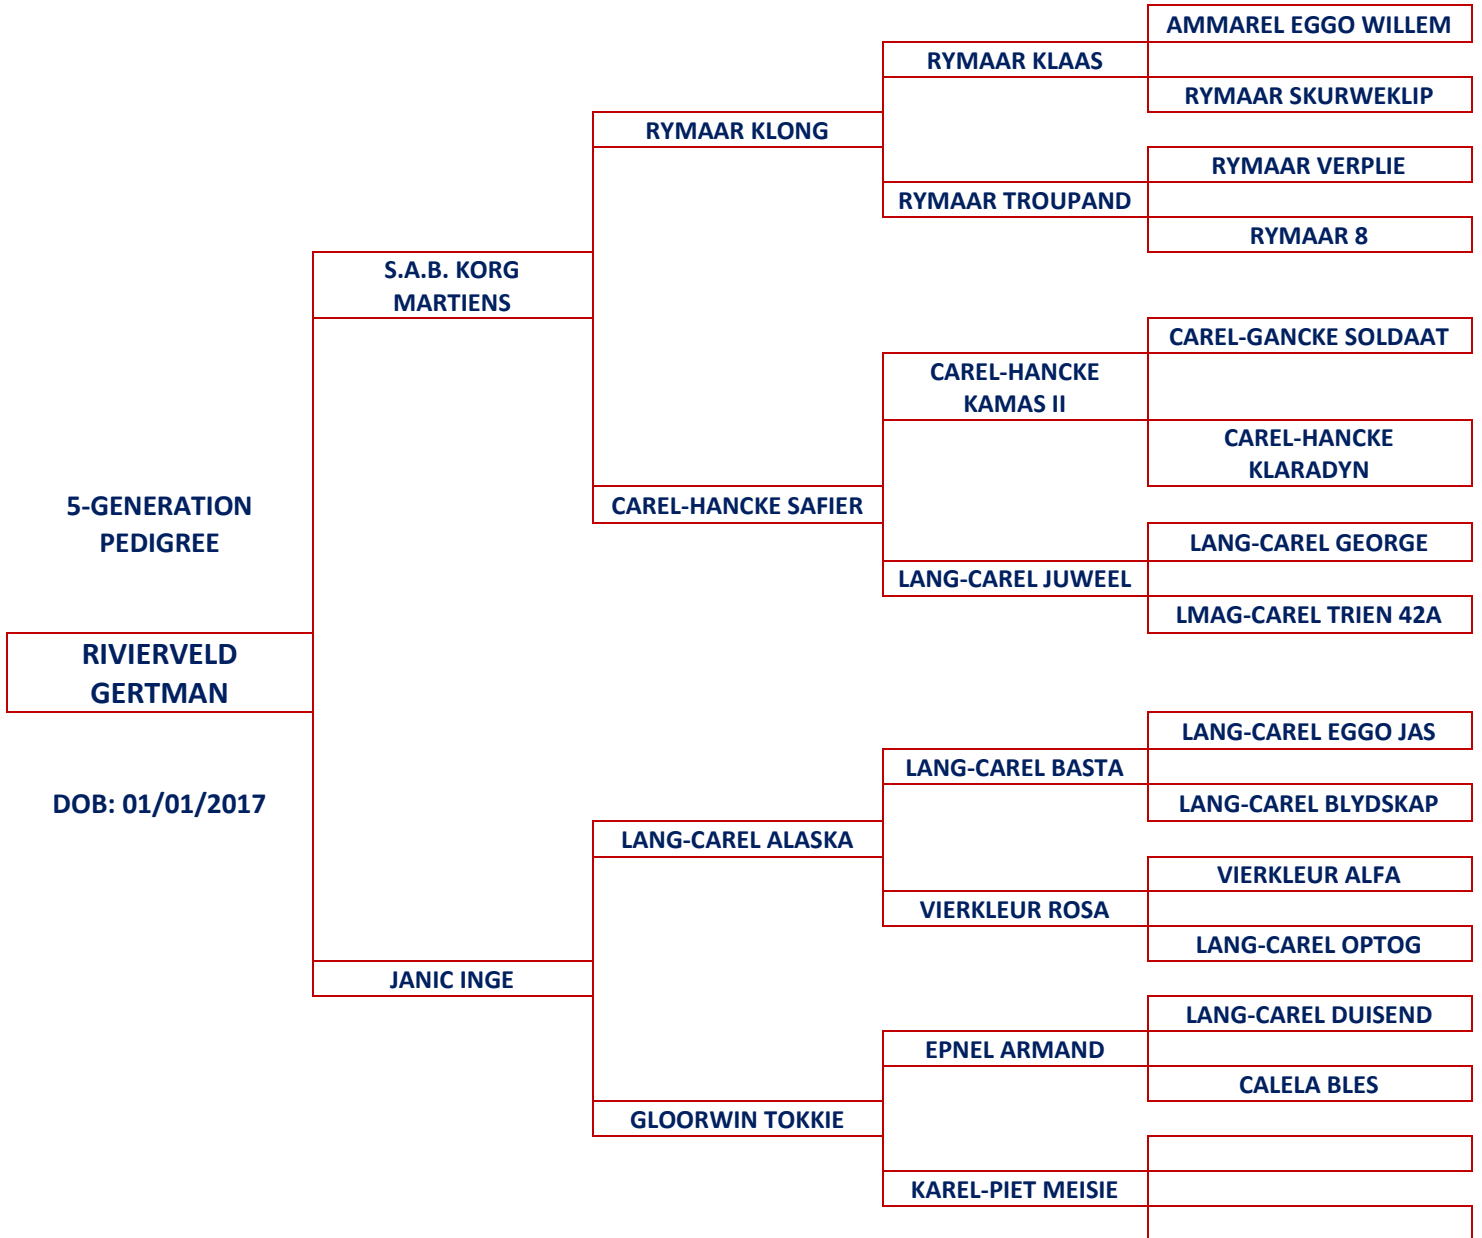 AMMAREL EGGO WILLEM
RYMAAR KLAAS
RYMAAR SKURWEKLIP
RYMAAR KLONG
RYMAAR VERPLIE
RYMAAR TROUPAND
RYMAAR 8
S.A.B. KORG
MARTIENS
CAREL-GANCKE SOLDAAT
CAREL-HANCKE
KAMAS II
CAREL-HANCKE
KLARADYN
CAREL-HANCKE SAFIER
5-GENERATION
PEDIGREE
LANG-CAREL GEORGE
LANG-CAREL JUWEEL
LMAG-CAREL TRIEN 42A
RIVIERVELD
GERTMAN
LANG-CAREL EGGO JAS
LANG-CAREL BASTA
LANG-CAREL BLYDSKAP
DOB: 01/01/2017
LANG-CAREL ALASKA
VIERKLEUR ALFA
VIERKLEUR ROSA
LANG-CAREL OPTOG
JANIC INGE
LANG-CAREL DUISEND
EPNEL ARMAND
CALELA BLES
GLOORWIN TOKKIE
KAREL-PIET MEISIE